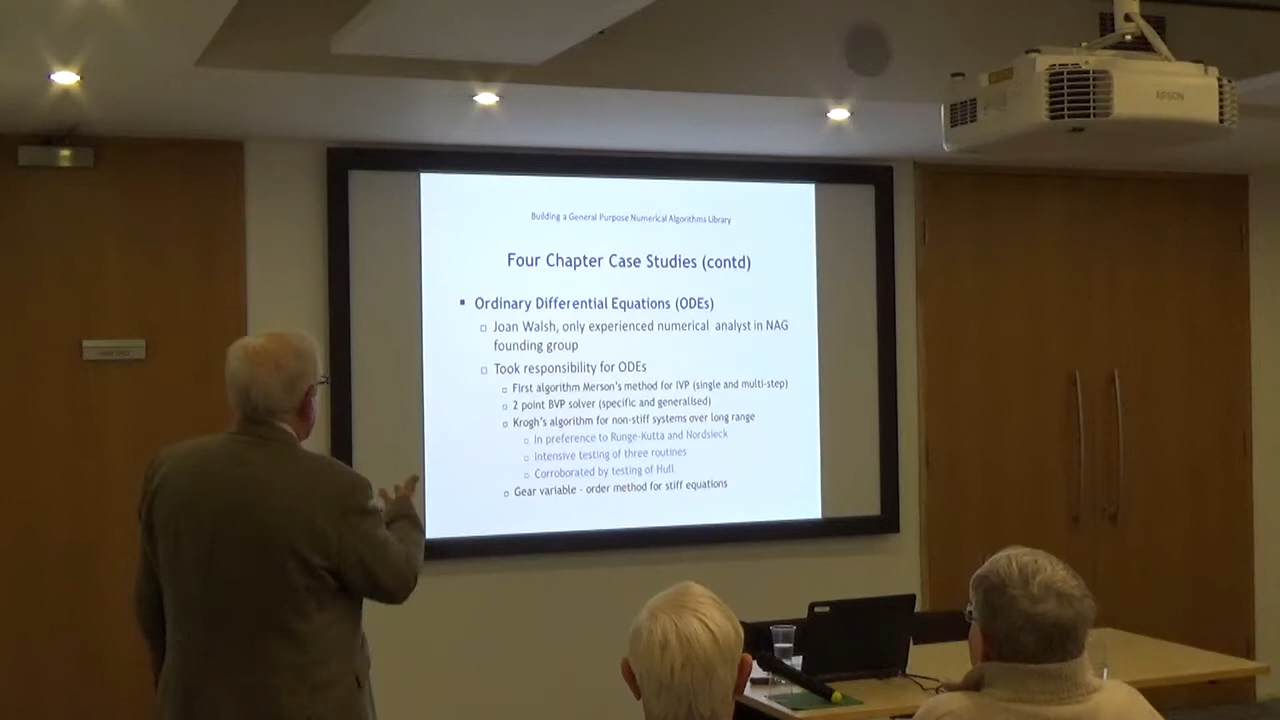 EPSON
Building a General Purpose Numerical Algorithms Library
Four Chapter Case Studies (contd)
Ordinary Differential Equations (ODEs)
Joan Walsh, only experienced numerical analyst in NAG
founding group
Took responsibility for ODEs
First algorithm Merson's method for IVP (single and multi-step)
2 point BVP solver (specific and generalised)
Krogh's algorithm for non-stiff systems over long range
In preference to Runge-Kutta and Nordsieck
Intensive testing of three routines
Corroborated by testing of Hull
Gear variable - order method for stiff equations